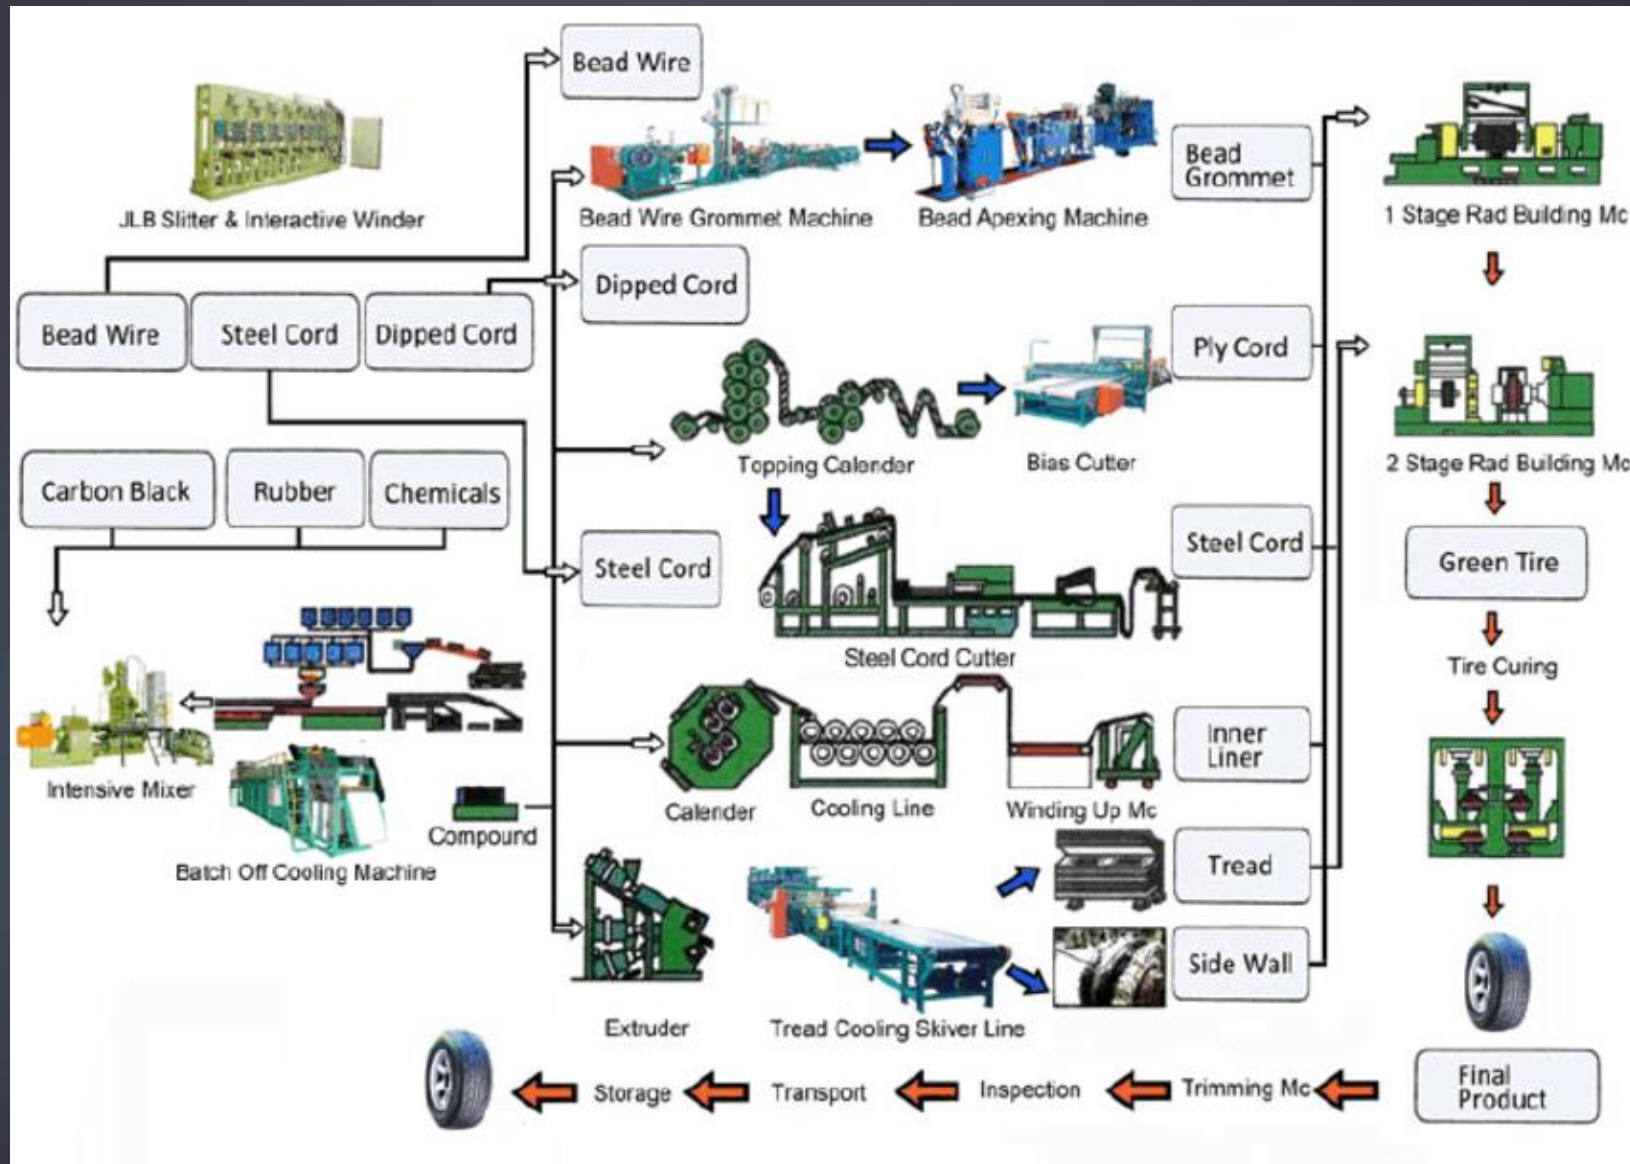 Bead Wire
JLB Slitter & Interactive Winder
Bead Wire Grommet Machine
Bead Apexing Machine
Bead
Grommet
1 Stage Rad Building Mc
Bead Wire
Steel Cord
Dipped Cord
Dipped Cord
Ply Cord
Topping Calender
Bias Cutter
2 Stage Rad Building Mc
Carbon Black
Rubber
Chemicals
Steel Cord
Steel Cord
Green Tire
Steel Cord Cutter
Tire Curing
Intensive Mixer
Batch Off Cooling Machine
Compound
Calender
Cooling Line
Winding Up Mc
Inner
Liner
Tread
Side Wall
Extruder
Tread Cooling Skiver Line
Final
Product
Storage
Transport
Inspection
Trimming Mc